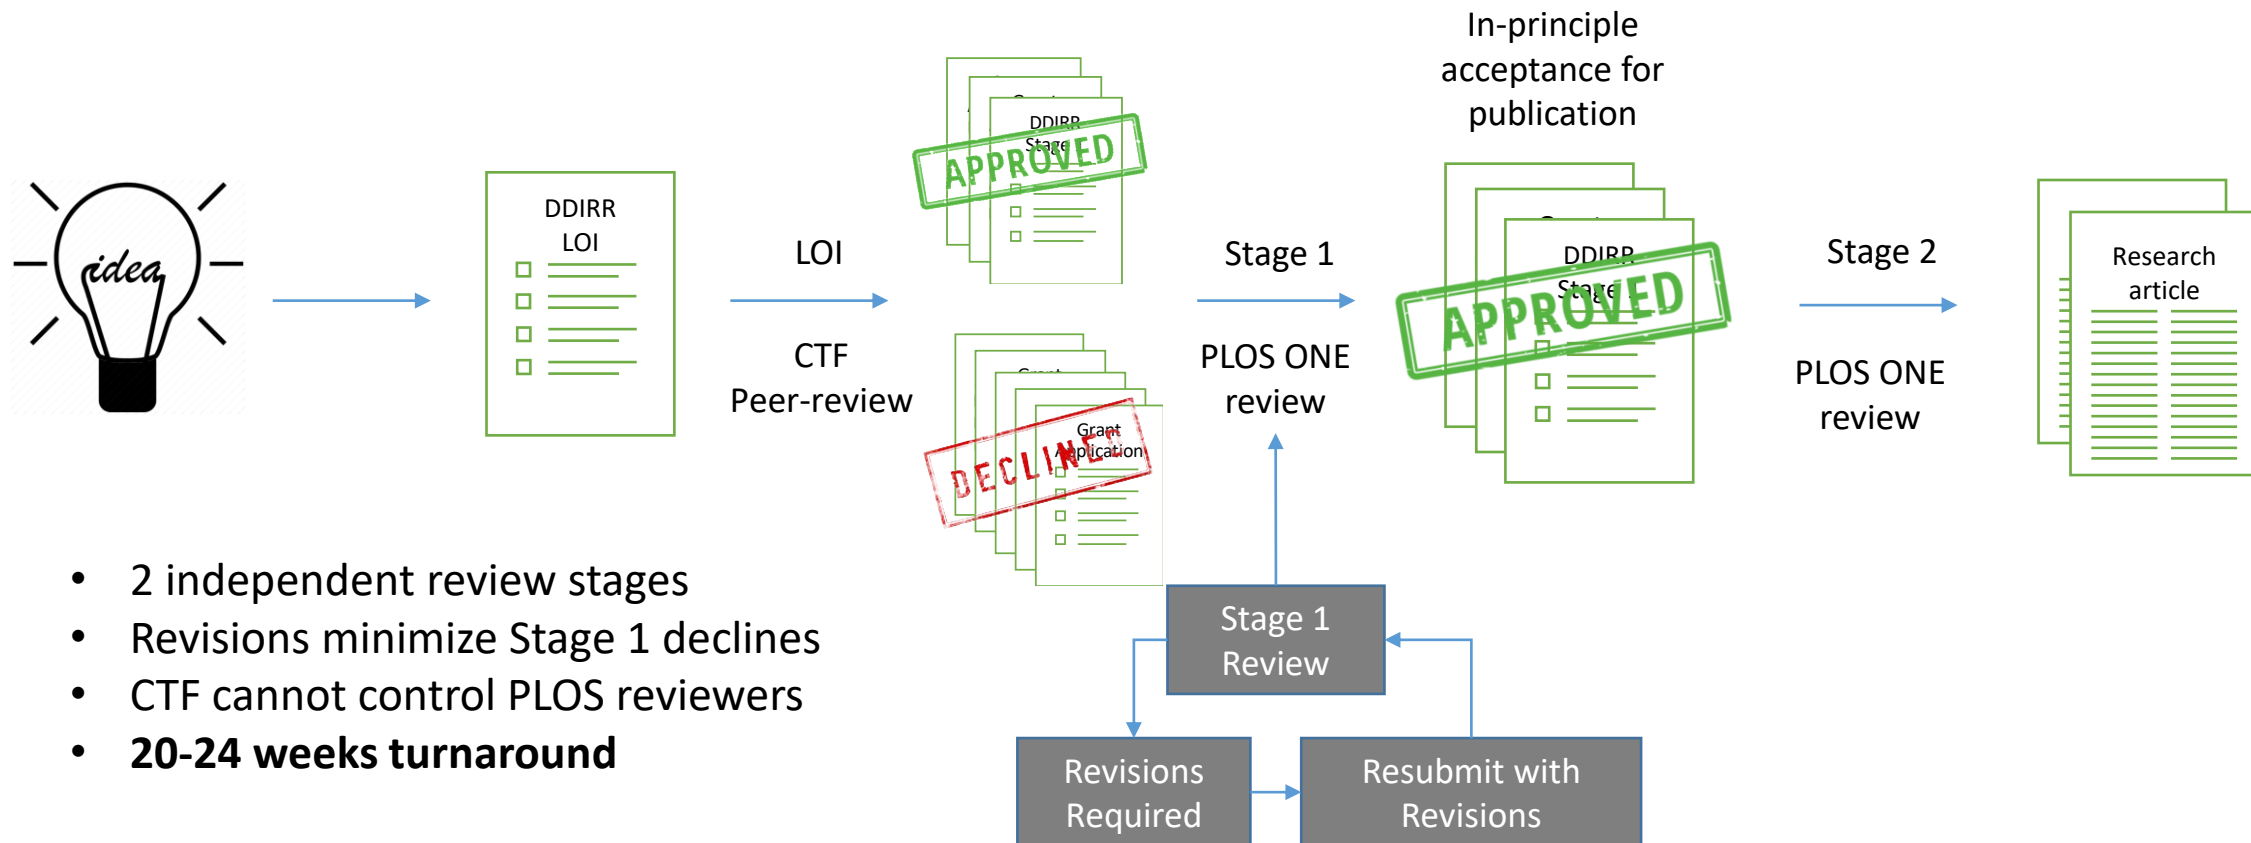 In-principle
acceptance for
publication
idea
DDIRR
LOI
LOI
CTF
Peer-review
DDIRR
Stage
APPROVED
Grant
Grant
Application
DECLINED
Stage 1
PLOS ONE
review
DDIRR
Stage 1
APPROVED
Stage 2
PLOS ONE
review
Research
article
• 2 independent review stages
• Revisions minimize Stage 1 declines
• CTF cannot control PLOS reviewers
• 20-24 weeks turnaround
Stage 1
Review
Revisions
Required
Resubmit with
Revisions